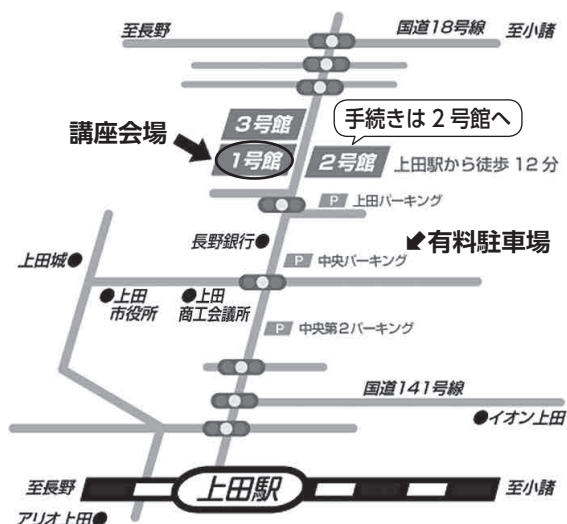 至長野
国道18号線
至小諸
3号館
手続きは2号館へ
講座会場
1号館
2号館
上田駅から徒歩12分
P 上田パーキング
長野銀行
有料駐車場
上田城
P 中央パーキング
上田
市役所
上田
商工会議所
P 中央第2パーキング
国道141号線
イオン上田
至長野
上田駅
至小諸
アリオ上田